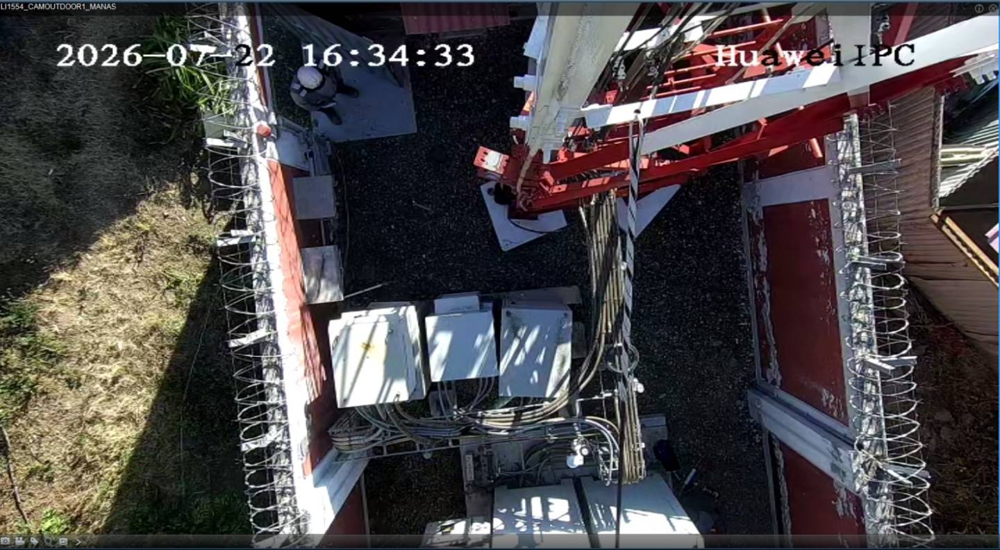 LI1554_CAMOUTDOOR1_MANAS
2026-07-22 16:34:33
HuaweiIPC